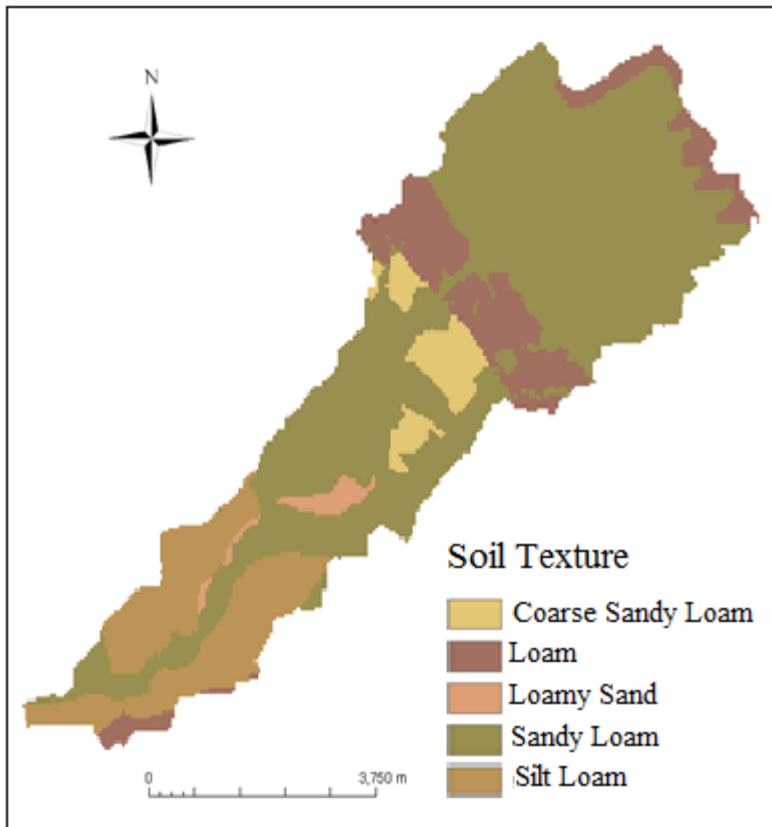 N
Soil Texture
Coarse Sandy Loam
Loam
Loamy Sand
Sandy Loam
Silt Loam
0 3,750 m